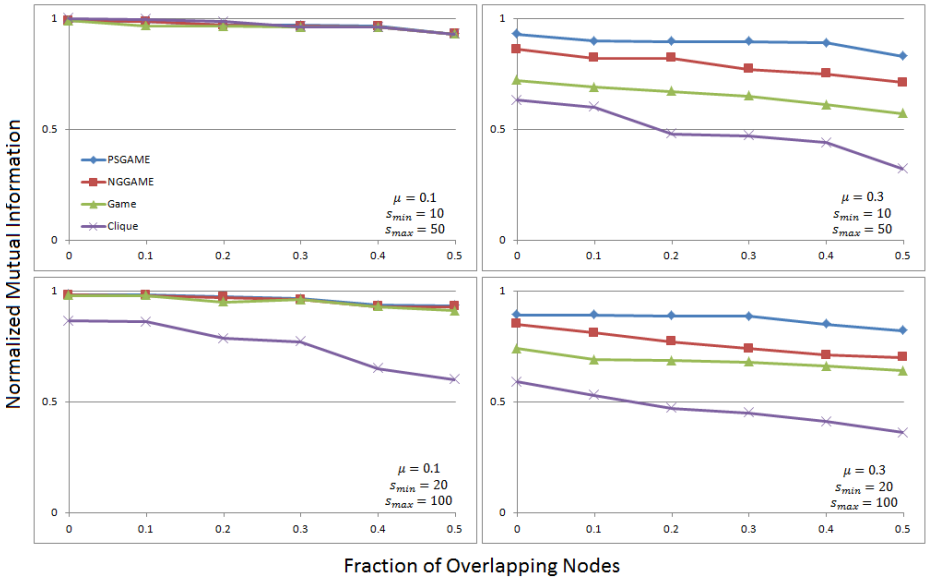 Normalized Mutual Information
1
0.5
0
0
0.1
0.2
0.3
0.4
0.5
PSGAME
NGGAME
Game
Clique
μ = 0.1
s_min = 10
s_max = 50
1
0.5
0
0
0.1
0.2
0.3
0.4
0.5
μ = 0.3
s_min = 10
s_max = 50
1
0.5
0
0
0.1
0.2
0.3
0.4
0.5
μ = 0.1
s_min = 20
s_max = 100
1
0.5
0
0
0.1
0.2
0.3
0.4
0.5
μ = 0.3
s_min = 20
s_max = 100
Fraction of Overlapping Nodes